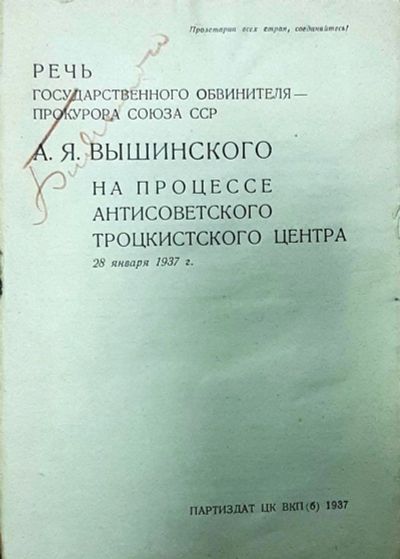 Пролетарии всех стран, соединяйтесь!
РЕЧЬ
ГОСУДАРСТВЕННОГО ОБВИНИТЕЛЯ—
ПРОКУРОРА СОЮЗА ССР
А. Я. ВЫШИНСКОГО
НА ПРОЦЕССЕ
АНТИСОВЕТСКОГО
ТРОЦКИСТСКОГО ЦЕНТРА
28 января 1937 г.
ПАРТИЗДАТ ЦК ВКП(б) 1937